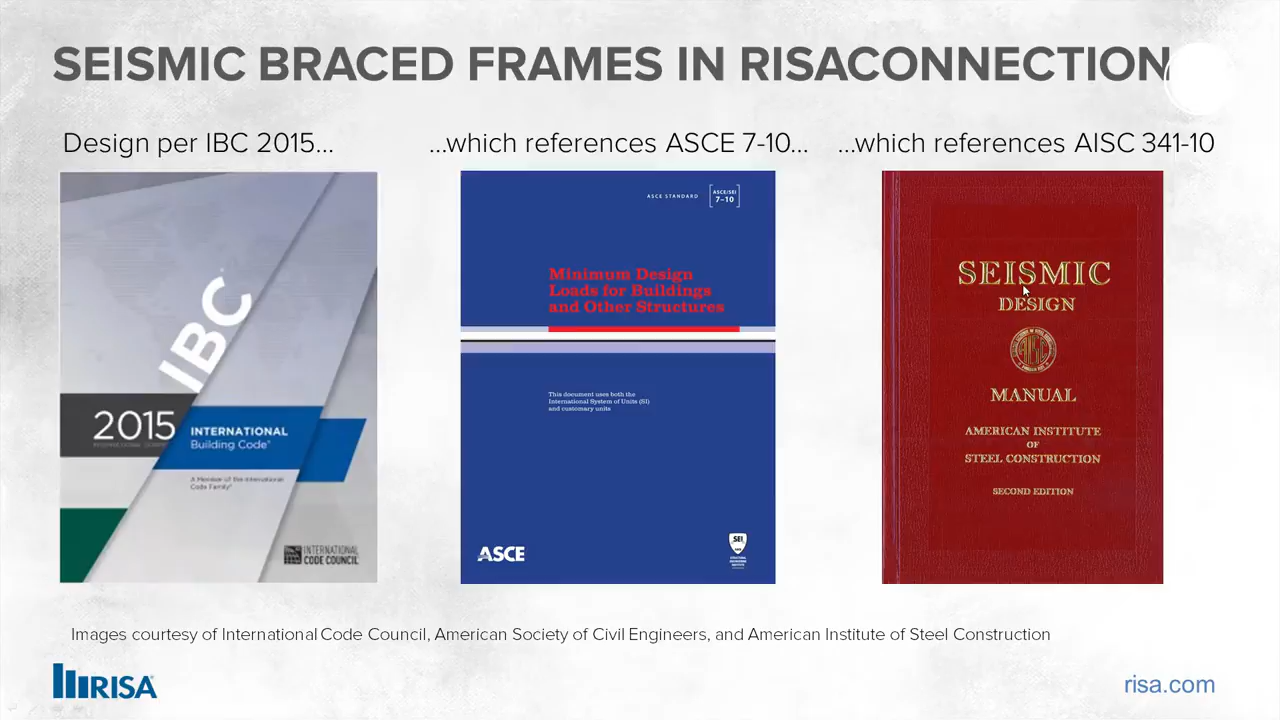 SEISMIC BRACED FRAMES IN RISACONNECTION
Design per IBC 2015...
...which references ASCE 7-10...
...which references AISC 341-10
IBC
2015
INTERNATIONAL
Building Code®
A Member of the International
Code Family®
INTERNATIONAL
CODE COUNCIL
ASCE STANDARD
ASCE/SEI
7-10
Minimum Design
Loads for Buildings
and Other Structures
This document uses both the
International System of Units (SI)
and customary units
ASCE
SEI
SEISMIC
DESIGN
AISC
MANUAL
AMERICAN INSTITUTE
OF
STEEL CONSTRUCTION
SECOND EDITION
Images courtesy of International Code Council, American Society of Civil Engineers, and American Institute of Steel Construction
RISA
risa.com